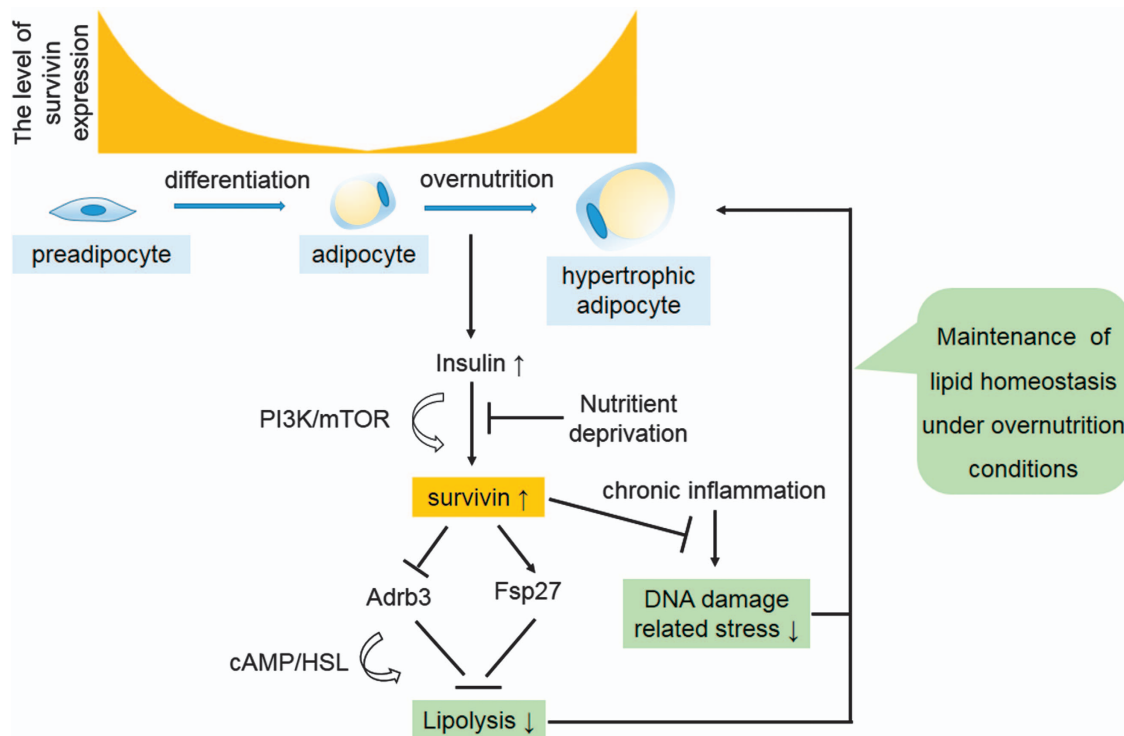 The level of
survivin
expression
differentiation
overnutrition
preadipocyte
adipocyte
hypertrophic
adipocyte
Insulin ↑
PI3K/mTOR
Nutritient
deprivation
survivin ↑
chronic inflammation
Adrb3
Fsp27
DNA damage
related stress ↓
cAMP/HSL
Lipolysis ↓
Maintenance of
lipid homeostasis
under overnutrition
conditions